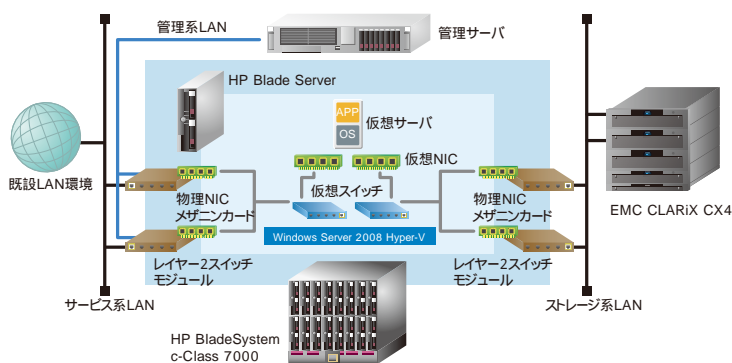 管理系LAN
管理サーバ
HP Blade Server
APP
OS
仮想サーバ
仮想NIC
既設LAN環境
物理NIC
メザニンカード
仮想スイッチ
物理NIC
メザニンカード
EMC CLARiX CX4
Windows Server 2008 Hyper-V
レイヤー2スイッチ
モジュール
レイヤー2スイッチ
モジュール
サービス系LAN
ストレージ系LAN
HP BladeSystem
c-Class 7000